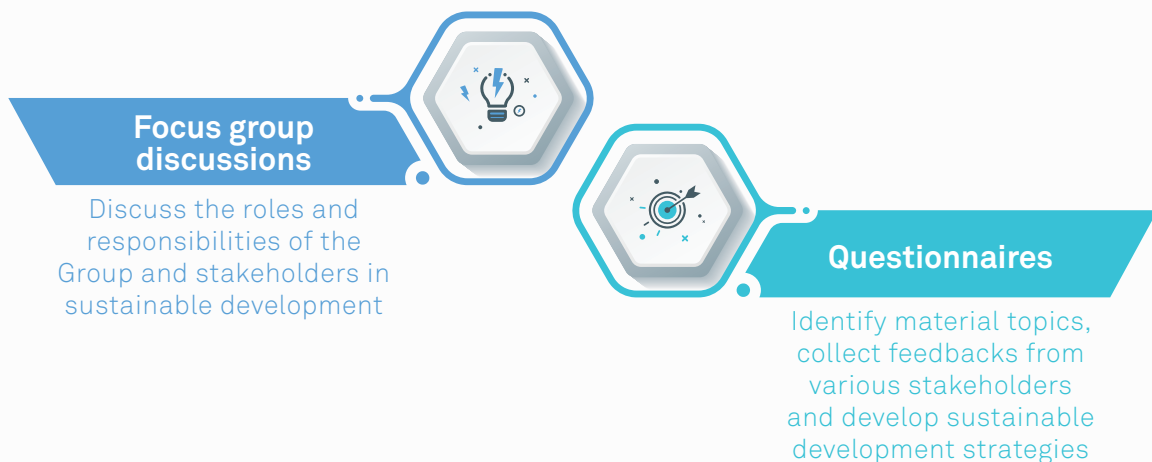 Focus group
discussions
Discuss the roles and
responsibilities of the
Group and stakeholders in
sustainable development
Questionnaires
Identify material topics,
collect feedbacks from
various stakeholders
and develop sustainable
development strategies